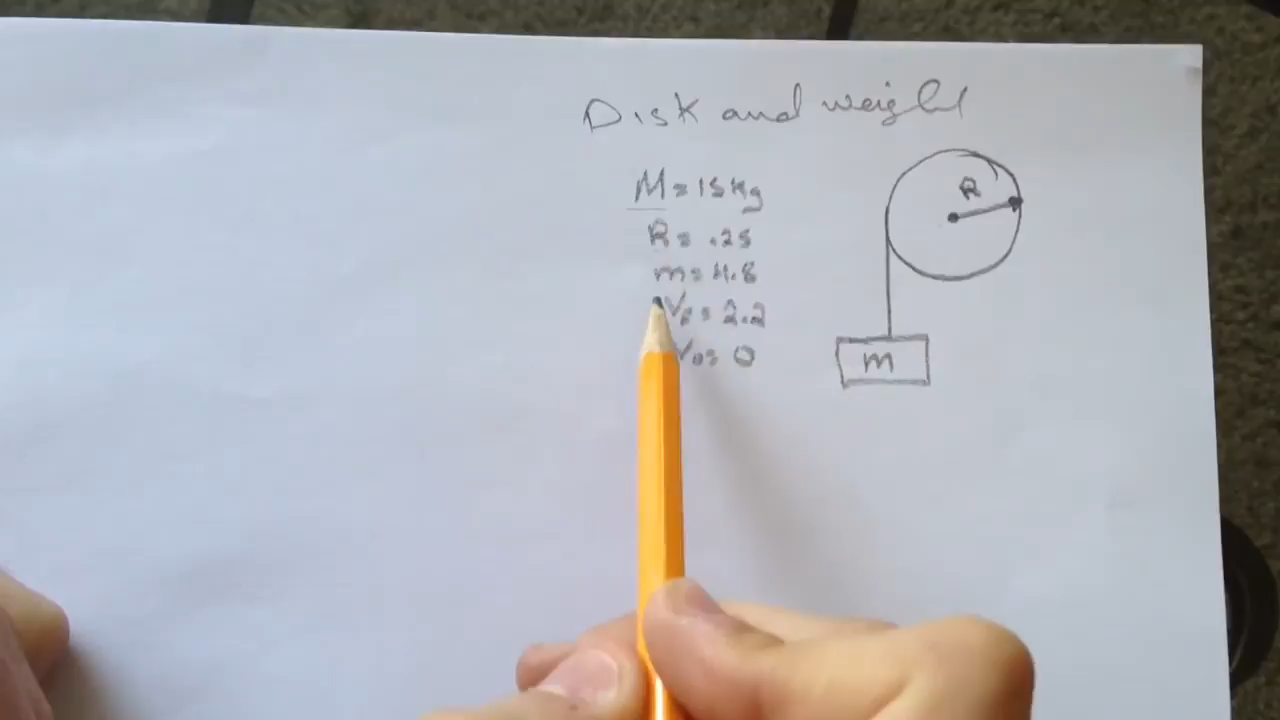 Disk and weight
M = 15 kg
R = .25
m = 4.8
Vf = 2.2
Vo = 0
R
m